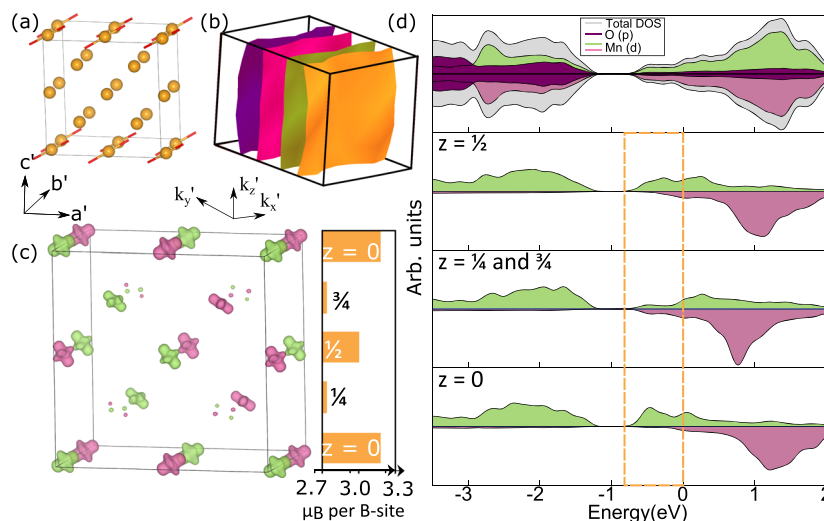 (a)
c'
b'
a'
(b)
k_y'
k_z'
k_x'
(c)
z = 0
¾
½
¼
z = 0
2.7
3.0
3.3
μB per B-site
(d)
Total DOS
O (p)
Mn (d)
z = ½
z = ¼ and ¾
z = 0
Arb. units
-3
-2
-1
0
1
2
Energy(eV)